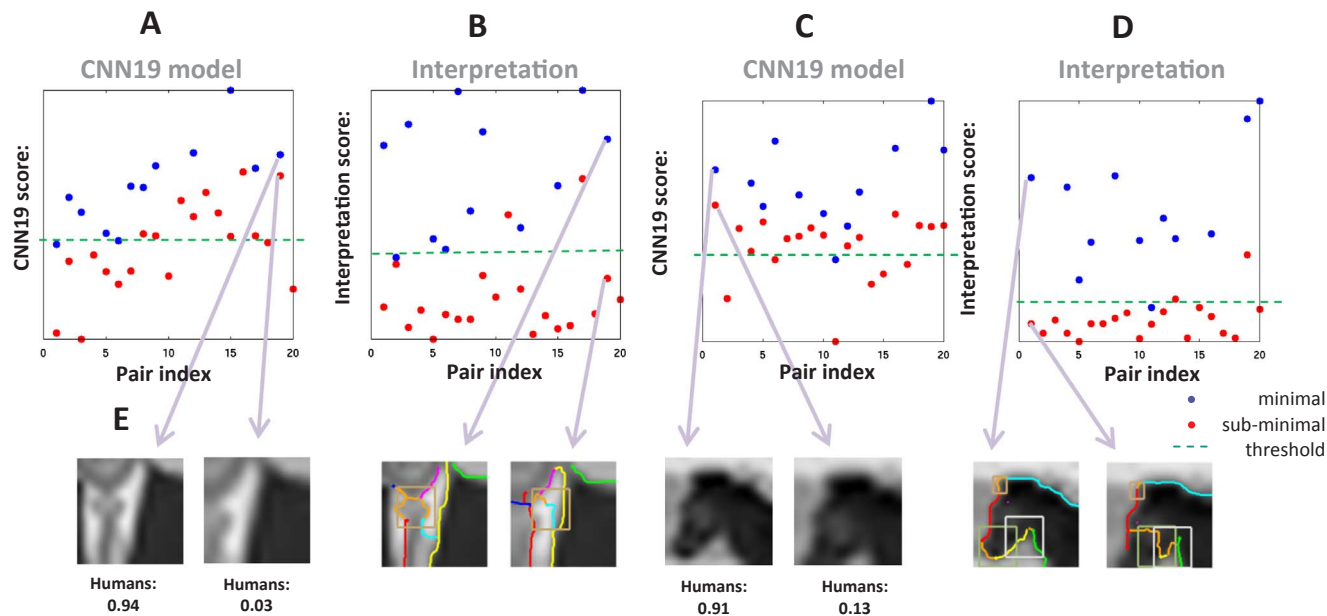 A
B
C
D
CNN19 model
Interpretation
CNN19 model
Interpretation
CNN19 score:
Interpretation score:
CNN19 score:
Interpretation score:
0 5 10 15 20
0 5 10 15 20
0 5 10 15 20
0 5 10 15 20
Pair index
Pair index
Pair index
Pair index
minimal
sub-minimal
threshold
E
Humans:
0.94
Humans:
0.03
Humans:
0.91
Humans:
0.13